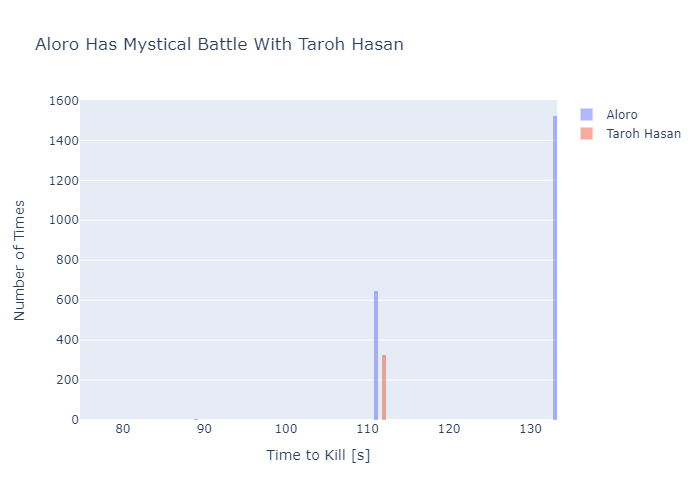 Aloro Has Mystical Battle With Taroh Hasan
1600
1400
1200
1000
800
600
400
200
0
Number of Times
80 90 100 110 120 130
Time to Kill [s]
Aloro
Taroh Hasan